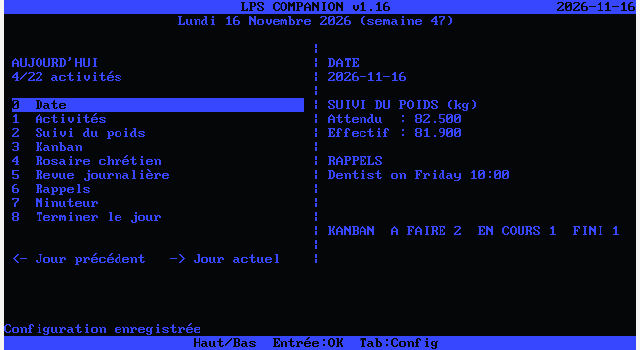 LPS COMPANION v1.16 2026-11-16
Lundi 16 Novembre 2026 (semaine 47)
AUJOURD'HUI
4/22 activités
0 Date
1 Activités
2 Suivi du poids
3 Kanban
4 Rosaire chrétien
5 Revue journalière
6 Rappels
7 Minuteur
8 Terminer le jour
<- Jour précédent -> Jour actuel
DATE
2026-11-16
SUIVI DU POIDS (kg)
Attendu : 82.500
Effectif : 81.900
RAPPELS
Dentist on Friday 10:00
KANBAN A FAIRE 2 EN COURS 1 FINI 1
Configuration enregistrée
Haut/Bas Entrée:OK Tab:Config